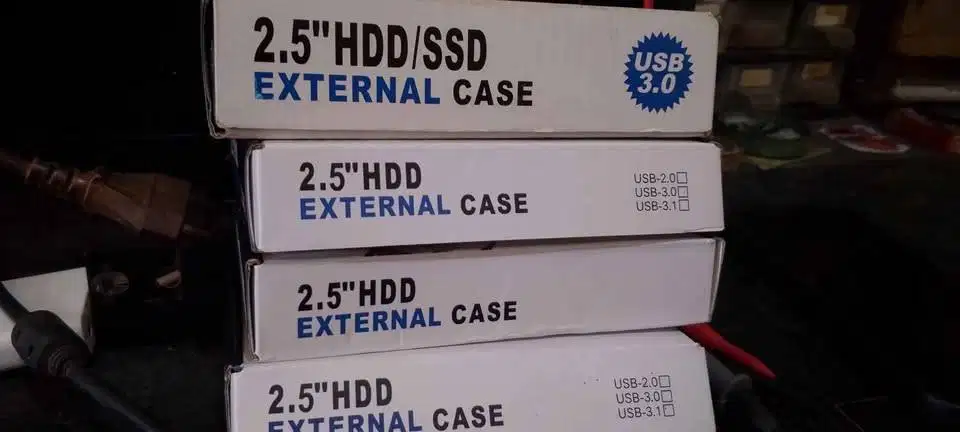 2.5"HDD/SSD
EXTERNAL CASE
USB
3.0
2.5"HDD
EXTERNAL CASE
USB-2.0☐
USB-3.0☐
USB-3.1☐
2.5"HDD
EXTERNAL CASE
2.5"HDD
EXTERNAL CASE
USB-2.0☐
USB-3.0☐
USB-3.1☐